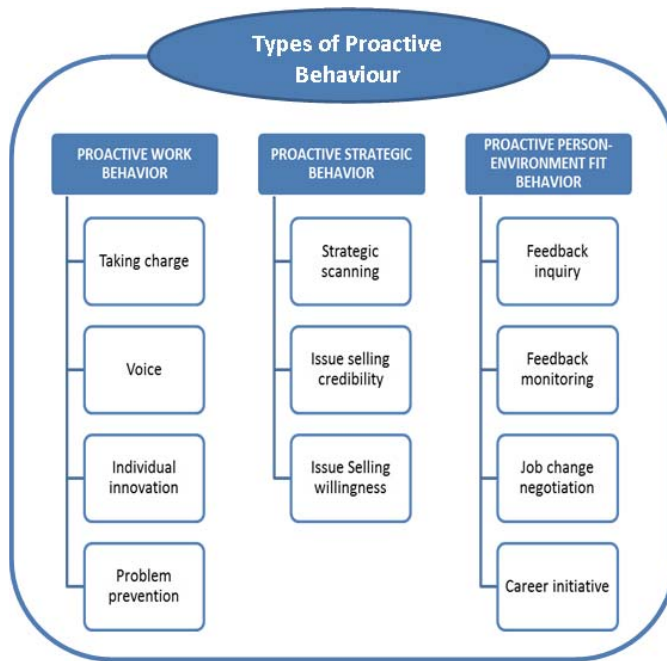 Types of Proactive
Behaviour
PROACTIVE WORK
BEHAVIOR
Taking charge
Voice
Individual
innovation
Problem
prevention
PROACTIVE STRATEGIC
BEHAVIOR
Strategic
scanning
Issue selling
credibility
Issue Selling
willingness
PROACTIVE PERSON-
ENVIRONMENT FIT
BEHAVIOR
Feedback
inquiry
Feedback
monitoring
Job change
negotiation
Career initiative